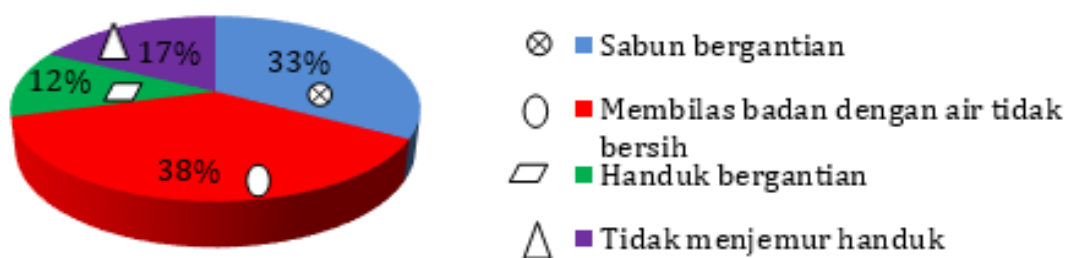 17%
33%
12%
38%
Sabun bergantian
Membilas badan dengan air tidak
bersih
Handuk bergantian
Tidak menjemur handuk